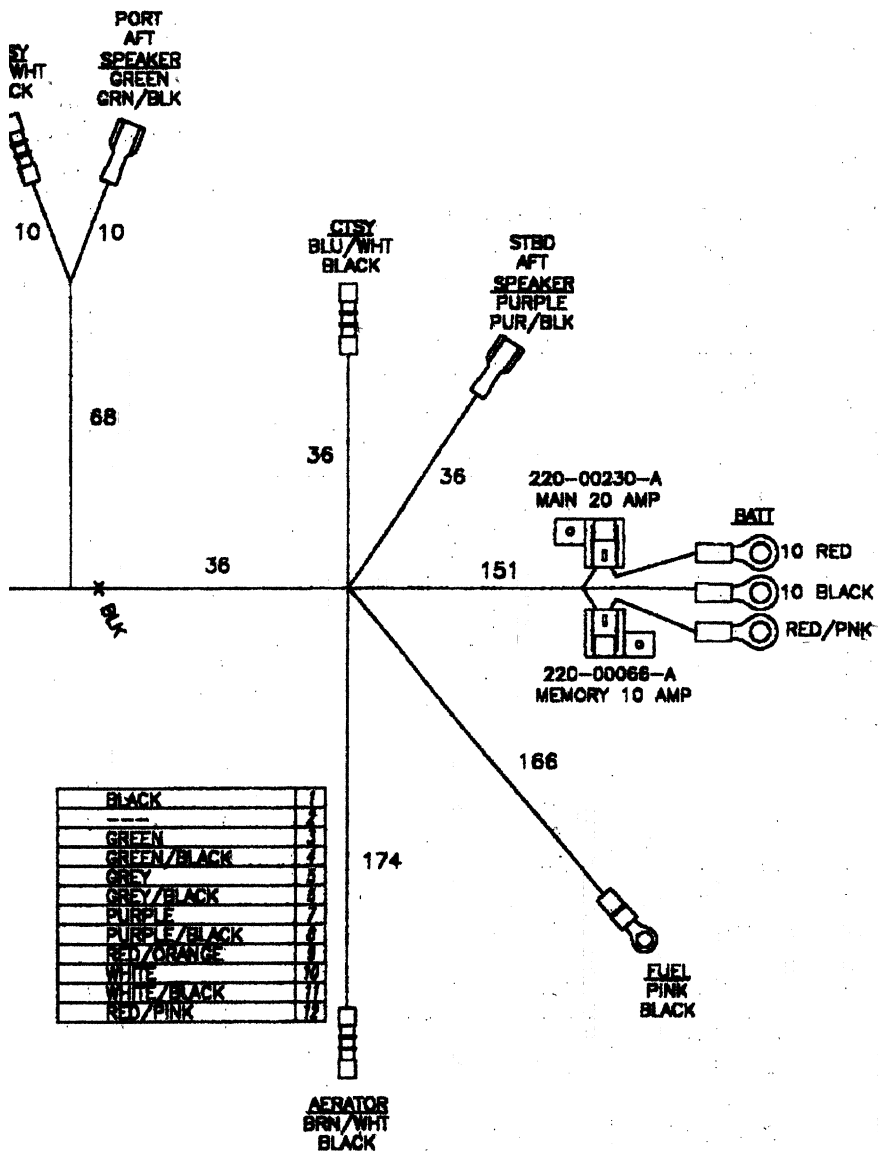 PORT
AFT
SPEAKER
GREEN
GRN/BLK
SY
WHT
CK
10
10
CTSY
BLU/WHT
BLACK
STBD
AFT
SPEAKER
PURPLE
PUR/BLK
68
36
36
220-00230-A
MAIN 20 AMP
BATT
10 RED
36
151
10 BLACK
BLK
RED/PNK
220-00066-A
MEMORY 10 AMP
166
BLACK 1
---- 2
GREEN 3
GREEN/BLACK 4
GREY 5
GREY/BLACK 6
PURPLE 7
PURPLE/BLACK 8
RED/ORANGE 9
WHITE 10
WHITE/BLACK 11
RED/PINK 12
174
FUEL
PINK
BLACK
AERATOR
BRN/WHT
BLACK